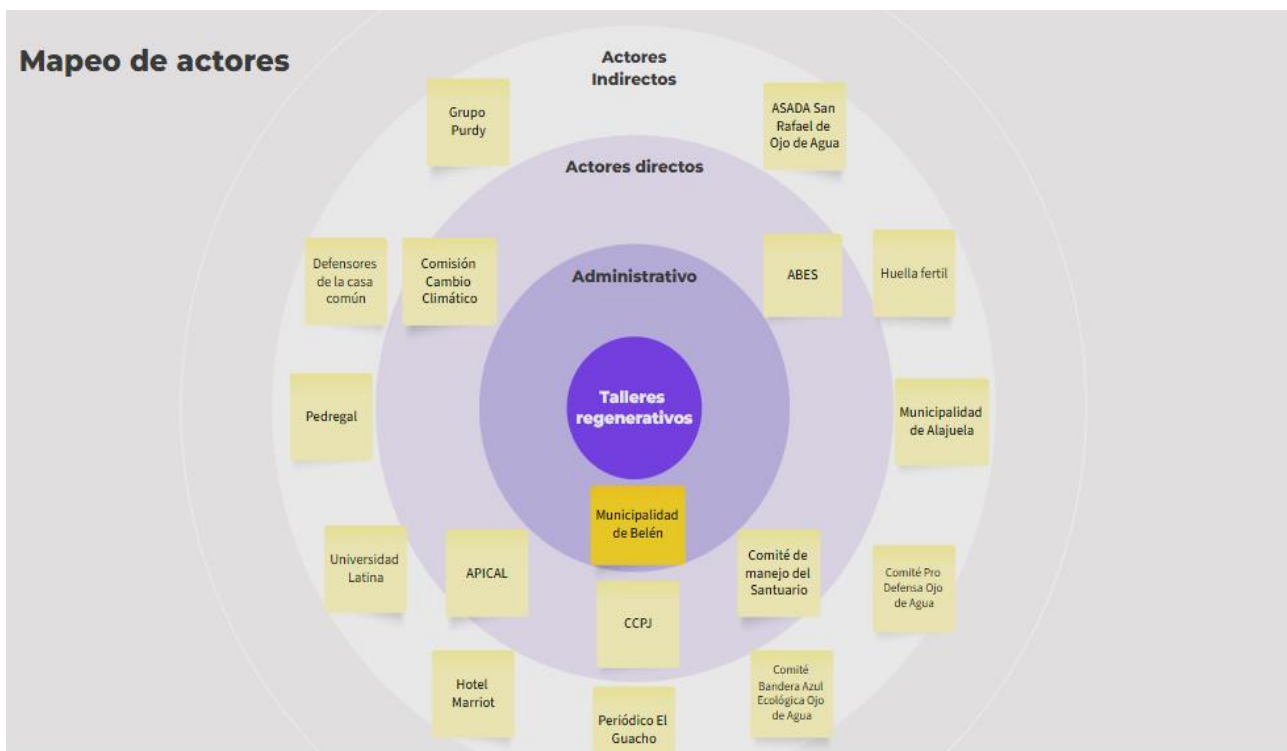 Mapeo de actores
Actores
Indirectos
Grupo
Purdy
ASADA San
Rafael de
Ojo de Agua
Actores directos
Defensores
de la casa
común
Comisión
Cambio
Climático
Administrativo
ABES
Huella fertil
Talleres
regenerativos
Pedregal
Municipalidad
de Alajuela
Municipalidad
de Belén
Universidad
Latina
APICAL
Comité de
manejo del
Santuario
Comité Pro
Defensa Ojo
de Agua
CCPJ
Hotel
Marriot
Comité
Bandera Azul
Ecológica Ojo
de Agua
Periódico El
Guacho